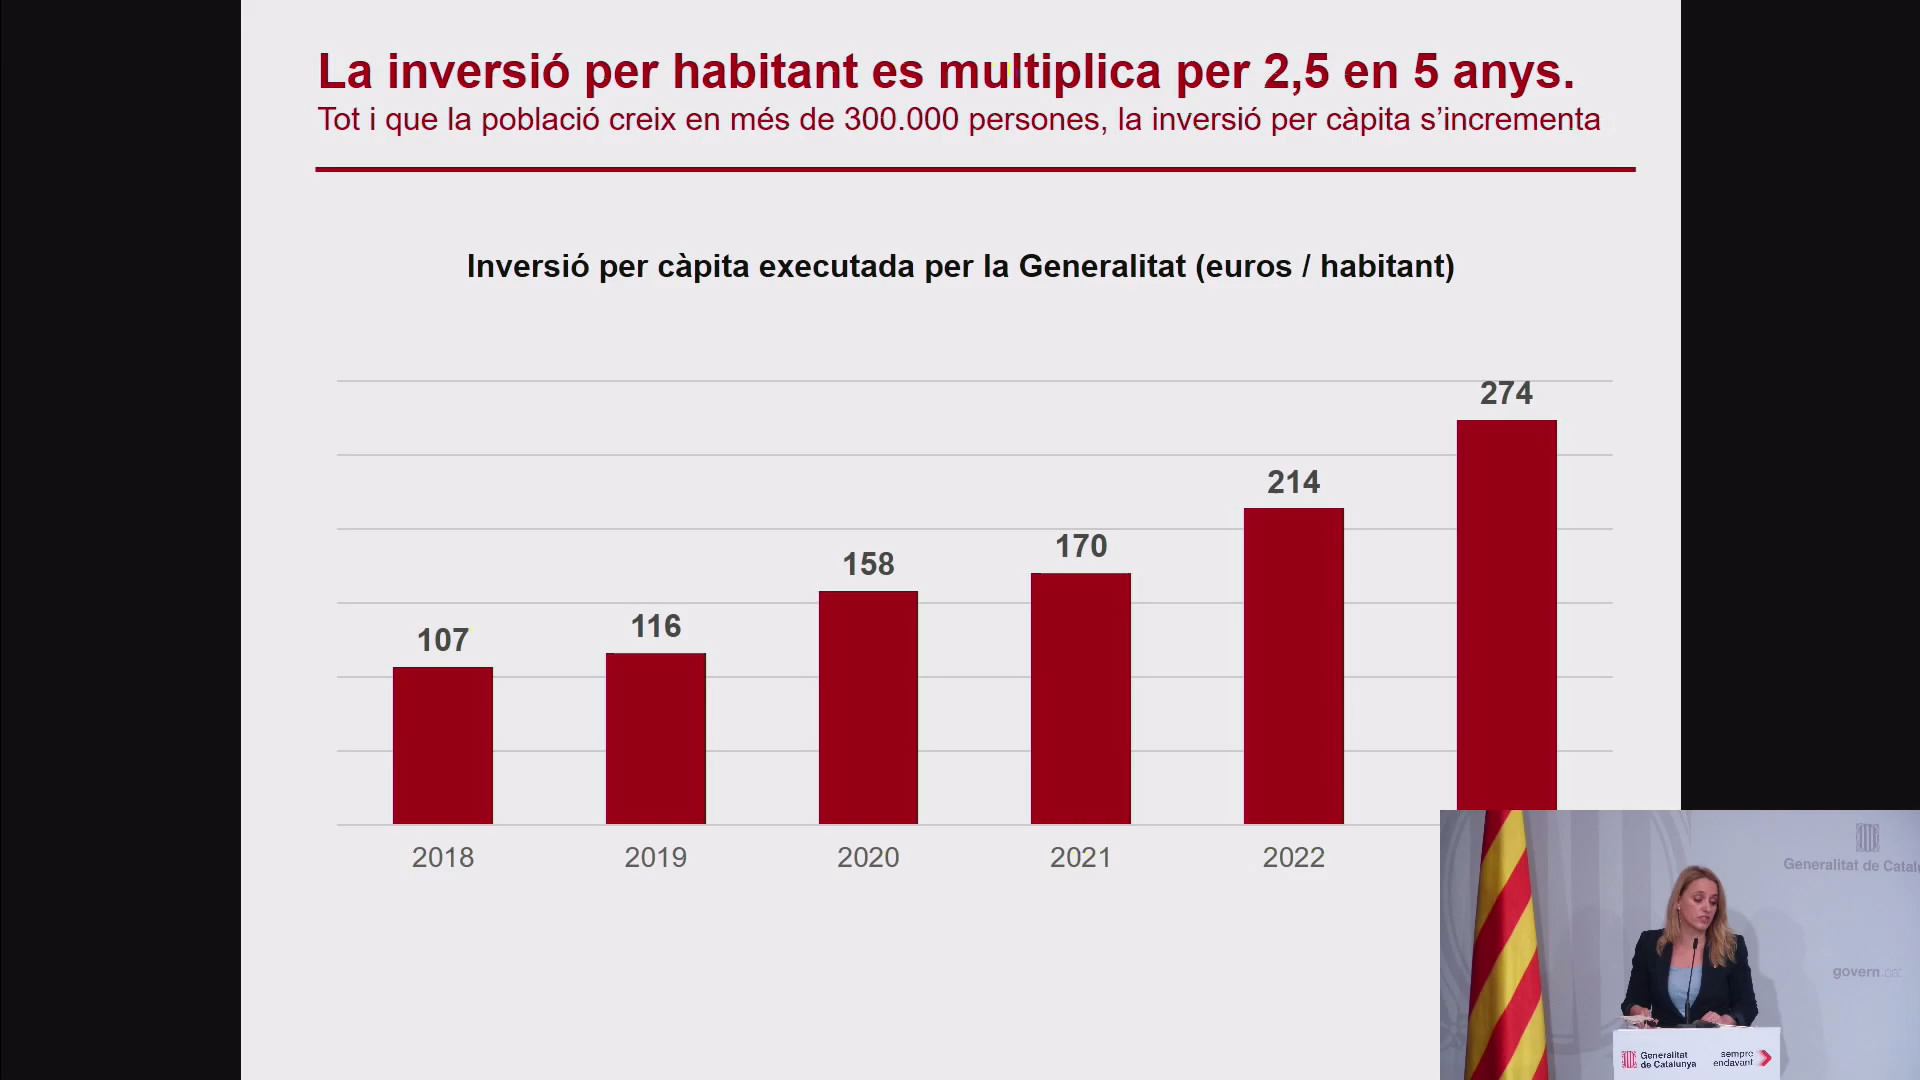 La inversió per habitant es multiplica per 2,5 en 5 anys.
Tot i que la població creix en més de 300.000 persones, la inversió per càpita s’incrementa
Inversió per càpita executada per la Generalitat (euros / habitant)
107
116
158
170
214
274
2018
2019
2020
2021
2022
Generalitat de
govern.cat
Generalitat
de Catalunya
sempre
endavant